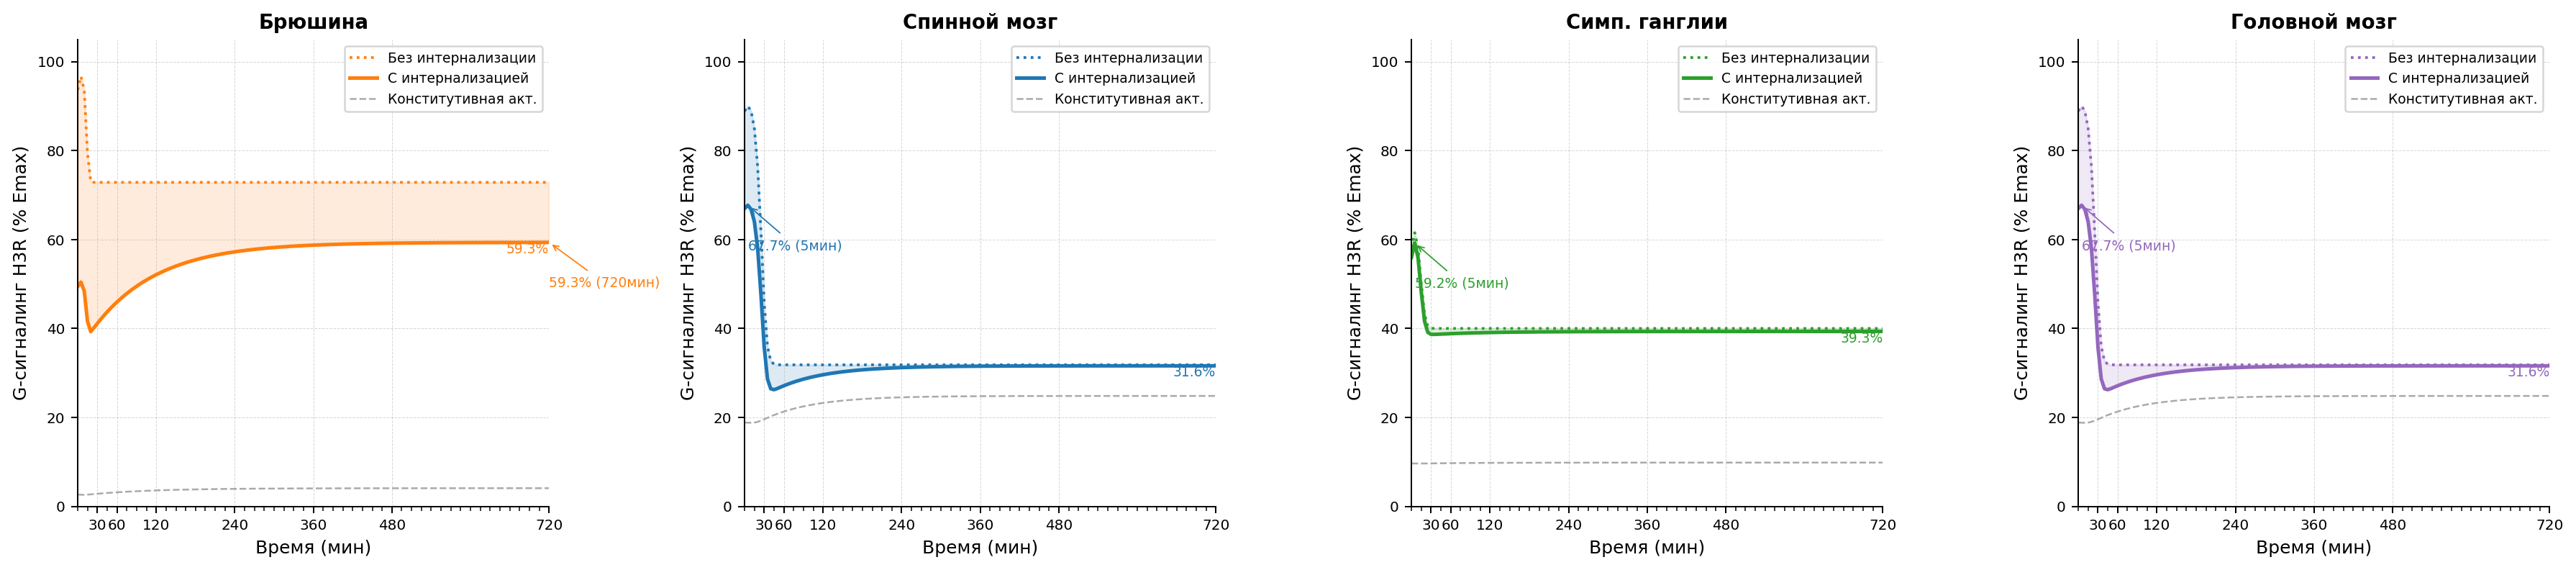 Брюшина
G-сигналинг H3R (% Emax)
100
80
60
40
20
0
Без интернализации
С интернализацией
Конститутивная акт.
59.3%
59.3% (720мин)
30 60 120 240 360 480 720
Время (мин)
Спинной мозг
G-сигналинг H3R (% Emax)
100
80
60
40
20
0
Без интернализации
С интернализацией
Конститутивная акт.
67.7% (5мин)
31.6%
30 60 120 240 360 480 720
Время (мин)
Симп. ганглии
G-сигналинг H3R (% Emax)
100
80
60
40
20
0
Без интернализации
С интернализацией
Конститутивная акт.
59.2% (5мин)
39.3%
30 60 120 240 360 480 720
Время (мин)
Головной мозг
G-сигналинг H3R (% Emax)
100
80
60
40
20
0
Без интернализации
С интернализацией
Конститутивная акт.
67.7% (5мин)
31.6%
30 60 120 240 360 480 720
Время (мин)